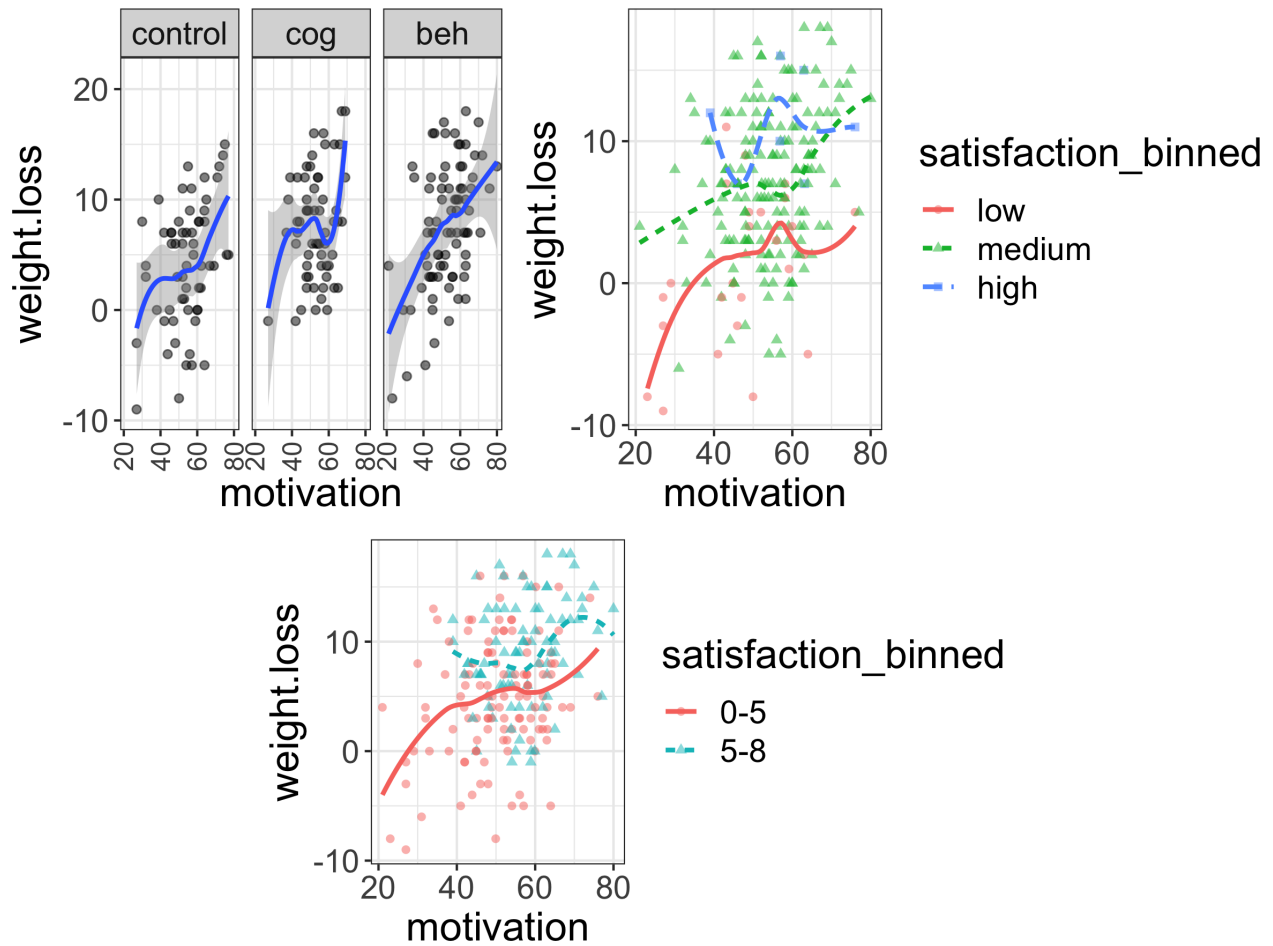 control cog beh
20
10
0
-10
weight.loss
20 40 60 80 20 40 60 80 20 40 60 80
motivation
10
0
-10
weight.loss
20 40 60 80
motivation
satisfaction_binned
low
medium
high
10
0
-10
weight.loss
20 40 60 80
motivation
satisfaction_binned
0-5
5-8